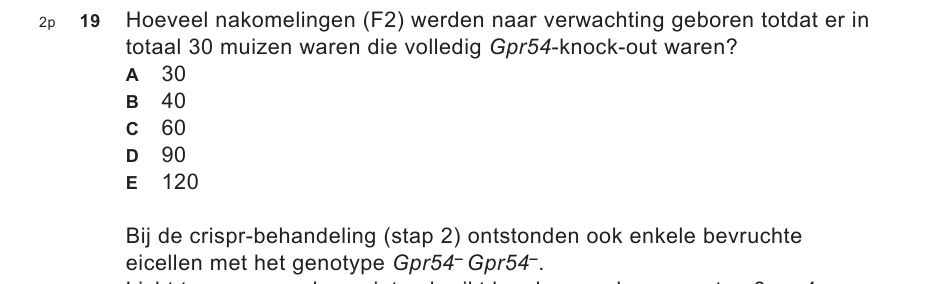 2p 19 Hoeveel nakomelingen (F2) werden naar verwachting geboren totdat er in
totaal 30 muizen waren die volledig Gpr54-knock-out waren?
A 30
B 40
C 60
D 90
E 120
Bij de crispr-behandeling (stap 2) ontstonden ook enkele bevruchte
eicellen met het genotype Gpr54⁻ Gpr54⁻.